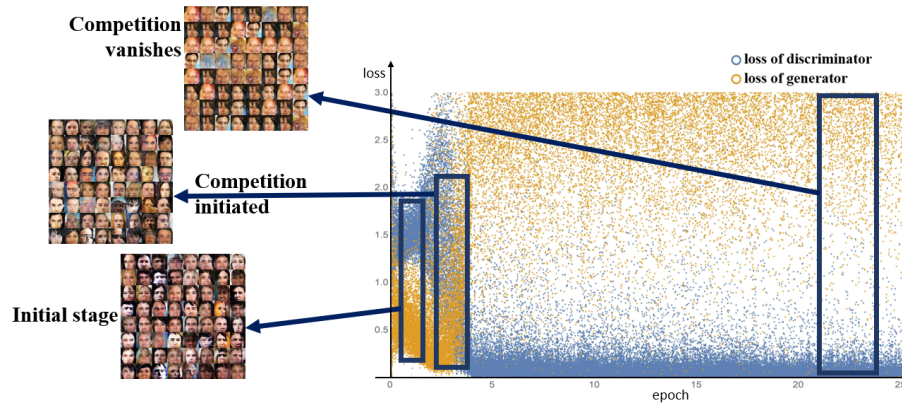 Competition
vanishes
loss of discriminator
loss of generator
loss
3.0
2.5
2.0
1.5
1.0
0.5
0
5
10
15
20
25
epoch
Competition
initiated
Initial stage